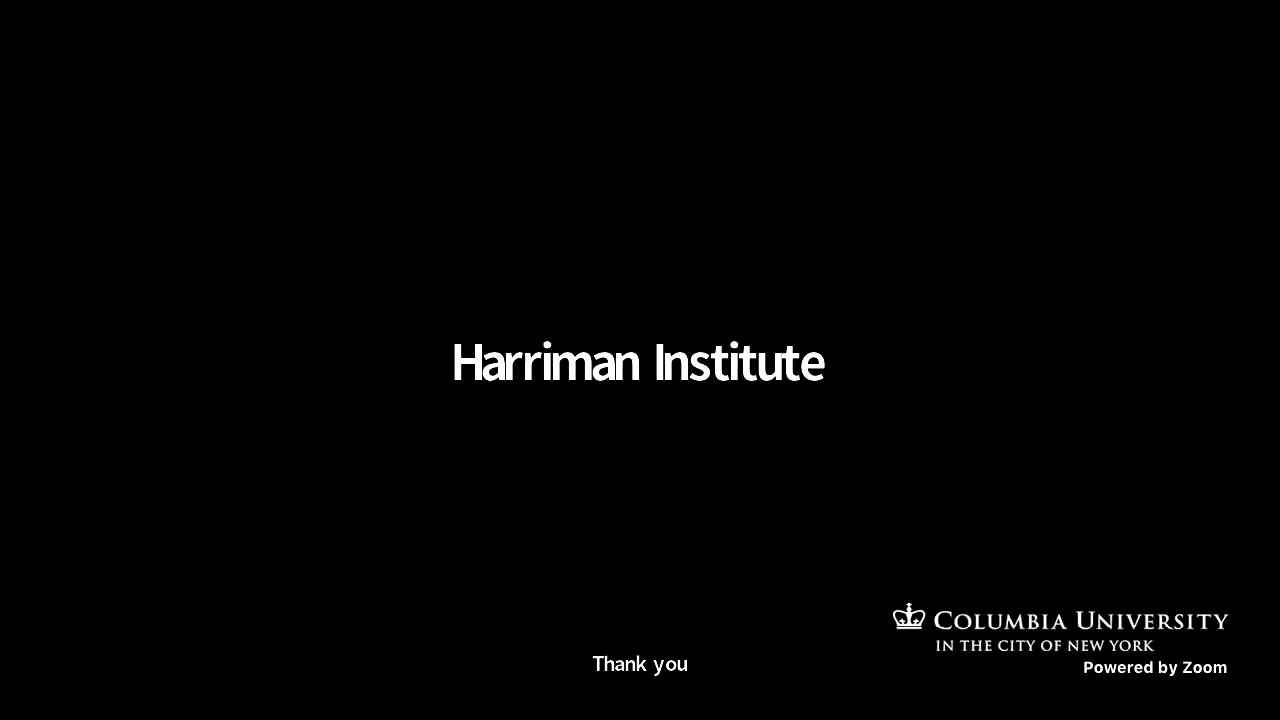 Harriman Institute
COLUMBIA UNIVERSITY
IN THE CITY OF NEW YORK
Thank you
Powered by Zoom